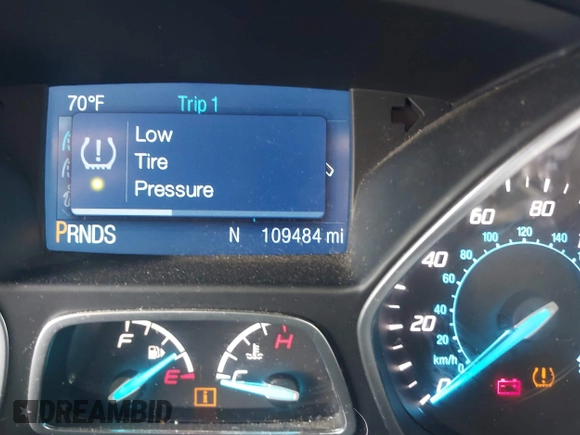 70°F Trip 1
Low
Tire
Pressure
PRNDS N 109484 mi
F E
C H
0 20 40 60 80
km/h 0 20 40 60 80 100 120 140
i
DREAMBID